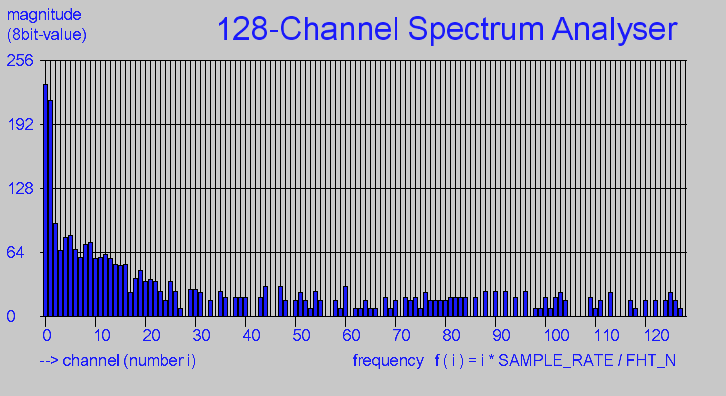 magnitude
(8bit-value)
128-Channel Spectrum Analyser
256
192
128
64
0
0 10 20 30 40 50 60 70 80 90 100 110 120
--> channel (number i)
frequency f ( i ) = i * SAMPLE_RATE / FHT_N